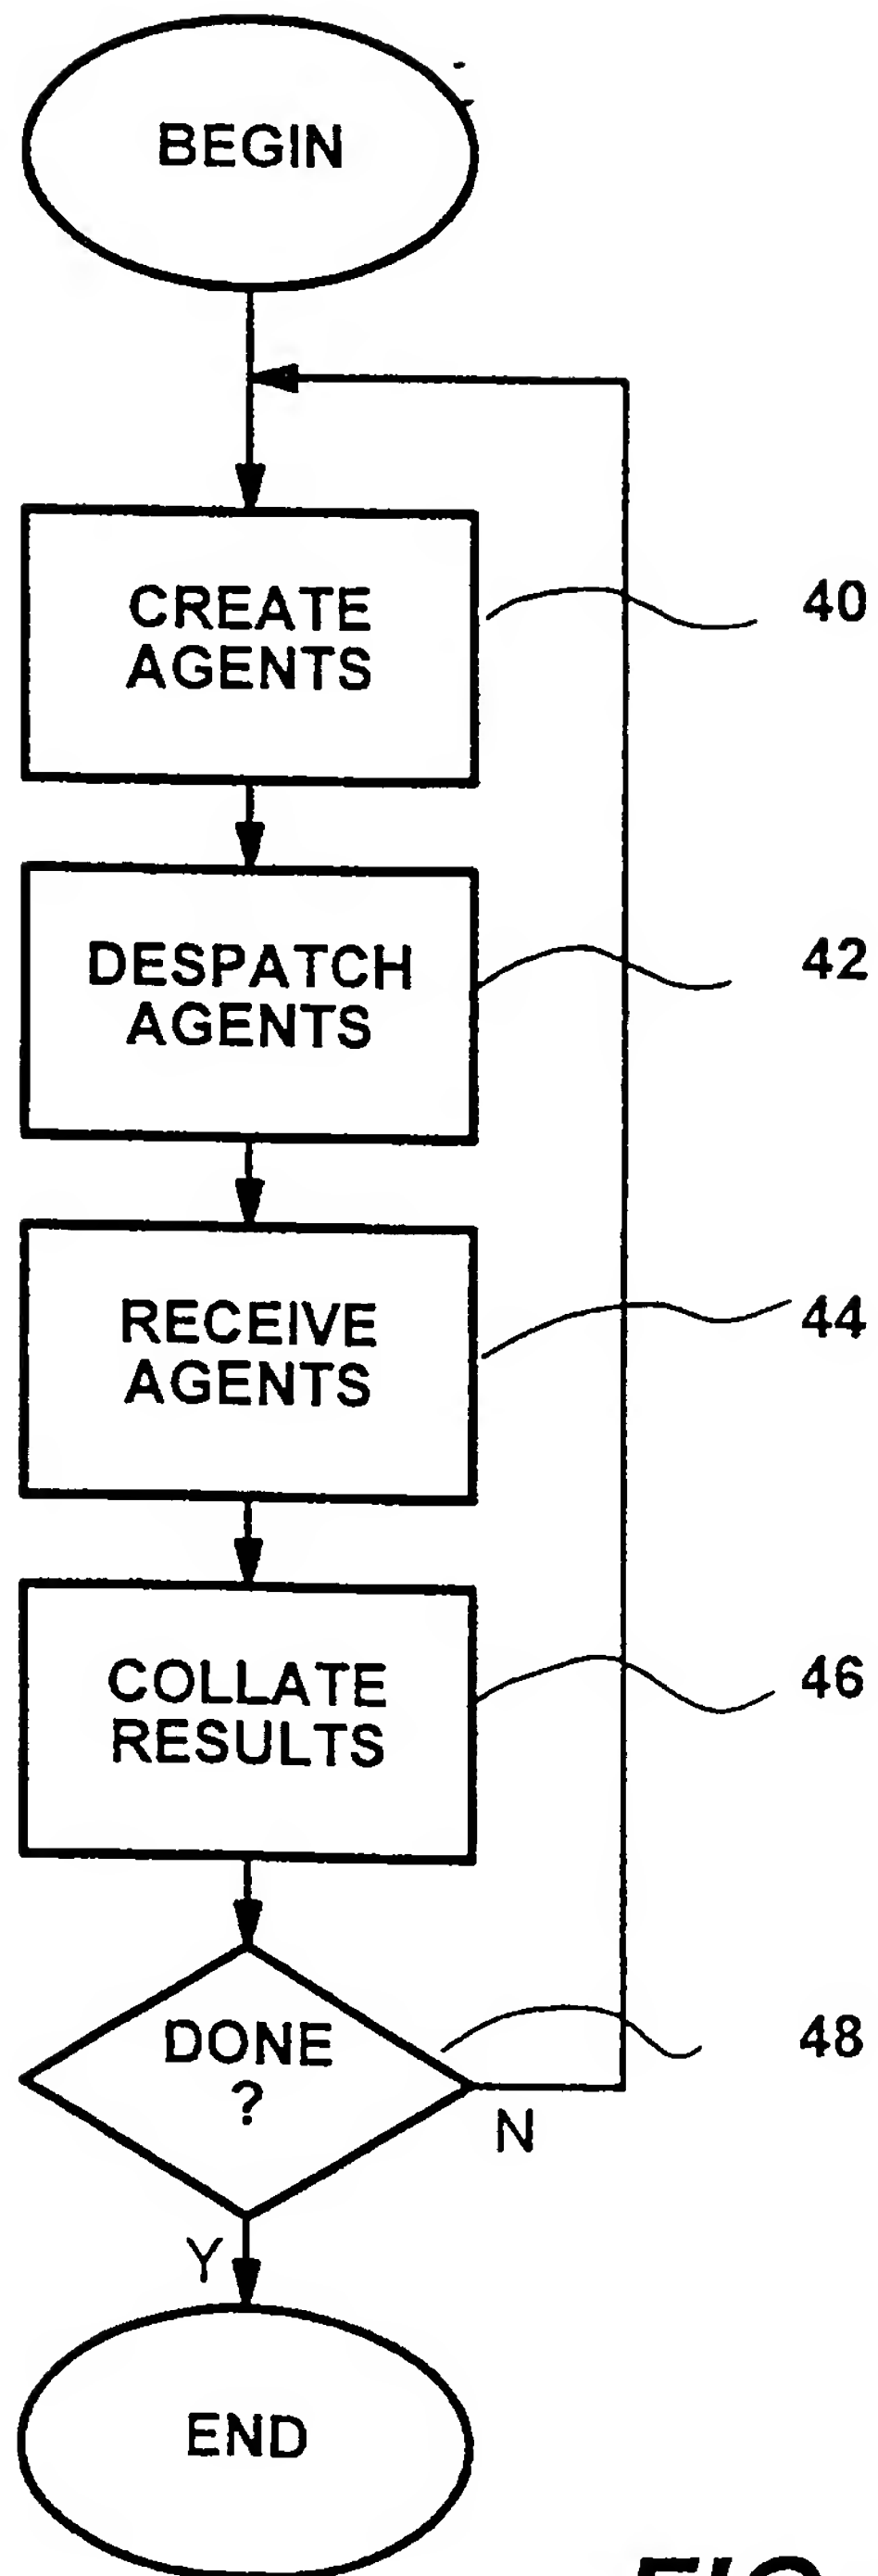 BEGIN
CREATE
AGENTS
40
DESPATCH
AGENTS
42
RECEIVE
AGENTS
44
COLLATE
RESULTS
46
DONE
?
48
N
Y
END